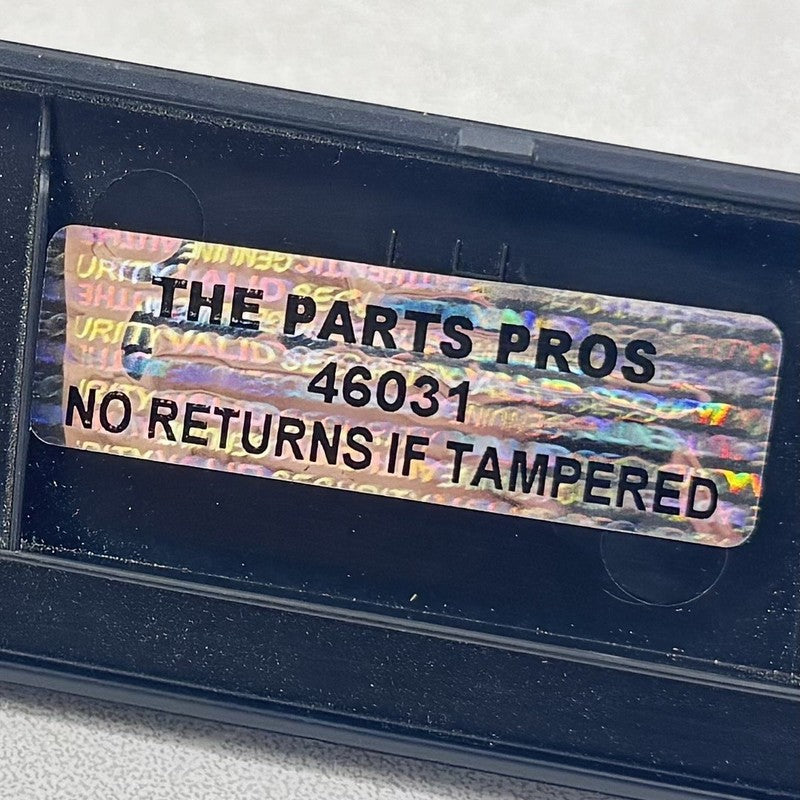 THE PARTS PROS
46031
NO RETURNS IF TAMPERED